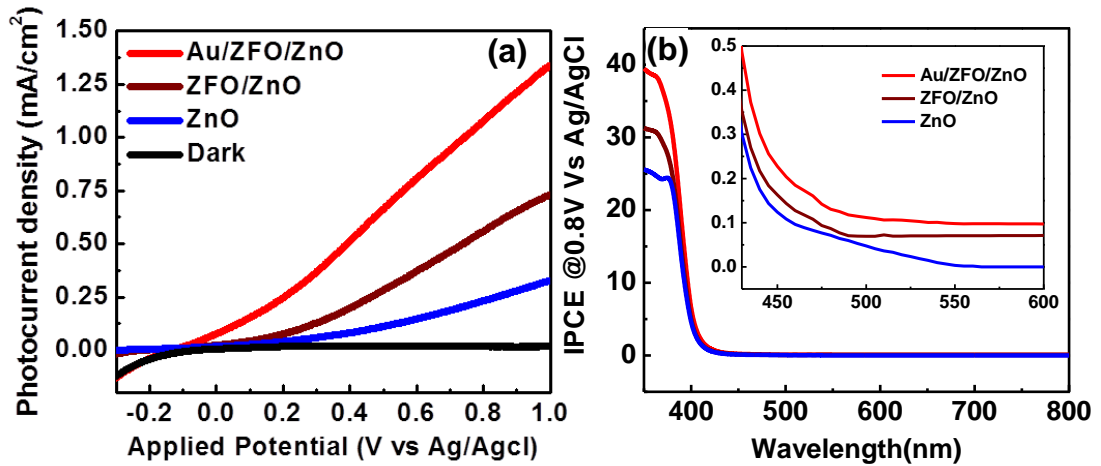 (a)
Photocurrent density (mA/cm²)
1.50
1.25
1.00
0.75
0.50
0.25
0.00
Au/ZFO/ZnO
ZFO/ZnO
ZnO
Dark
-0.2 0.0 0.2 0.4 0.6 0.8 1.0
Applied Potential (V vs Ag/Agcl)
(b)
IPCE @0.8V Vs Ag/AgCl
40
30
20
10
0
0.5
0.4
0.3
0.2
0.1
0.0
Au/ZFO/ZnO
ZFO/ZnO
ZnO
450 500 550 600
400 500 600 700 800
Wavelength(nm)